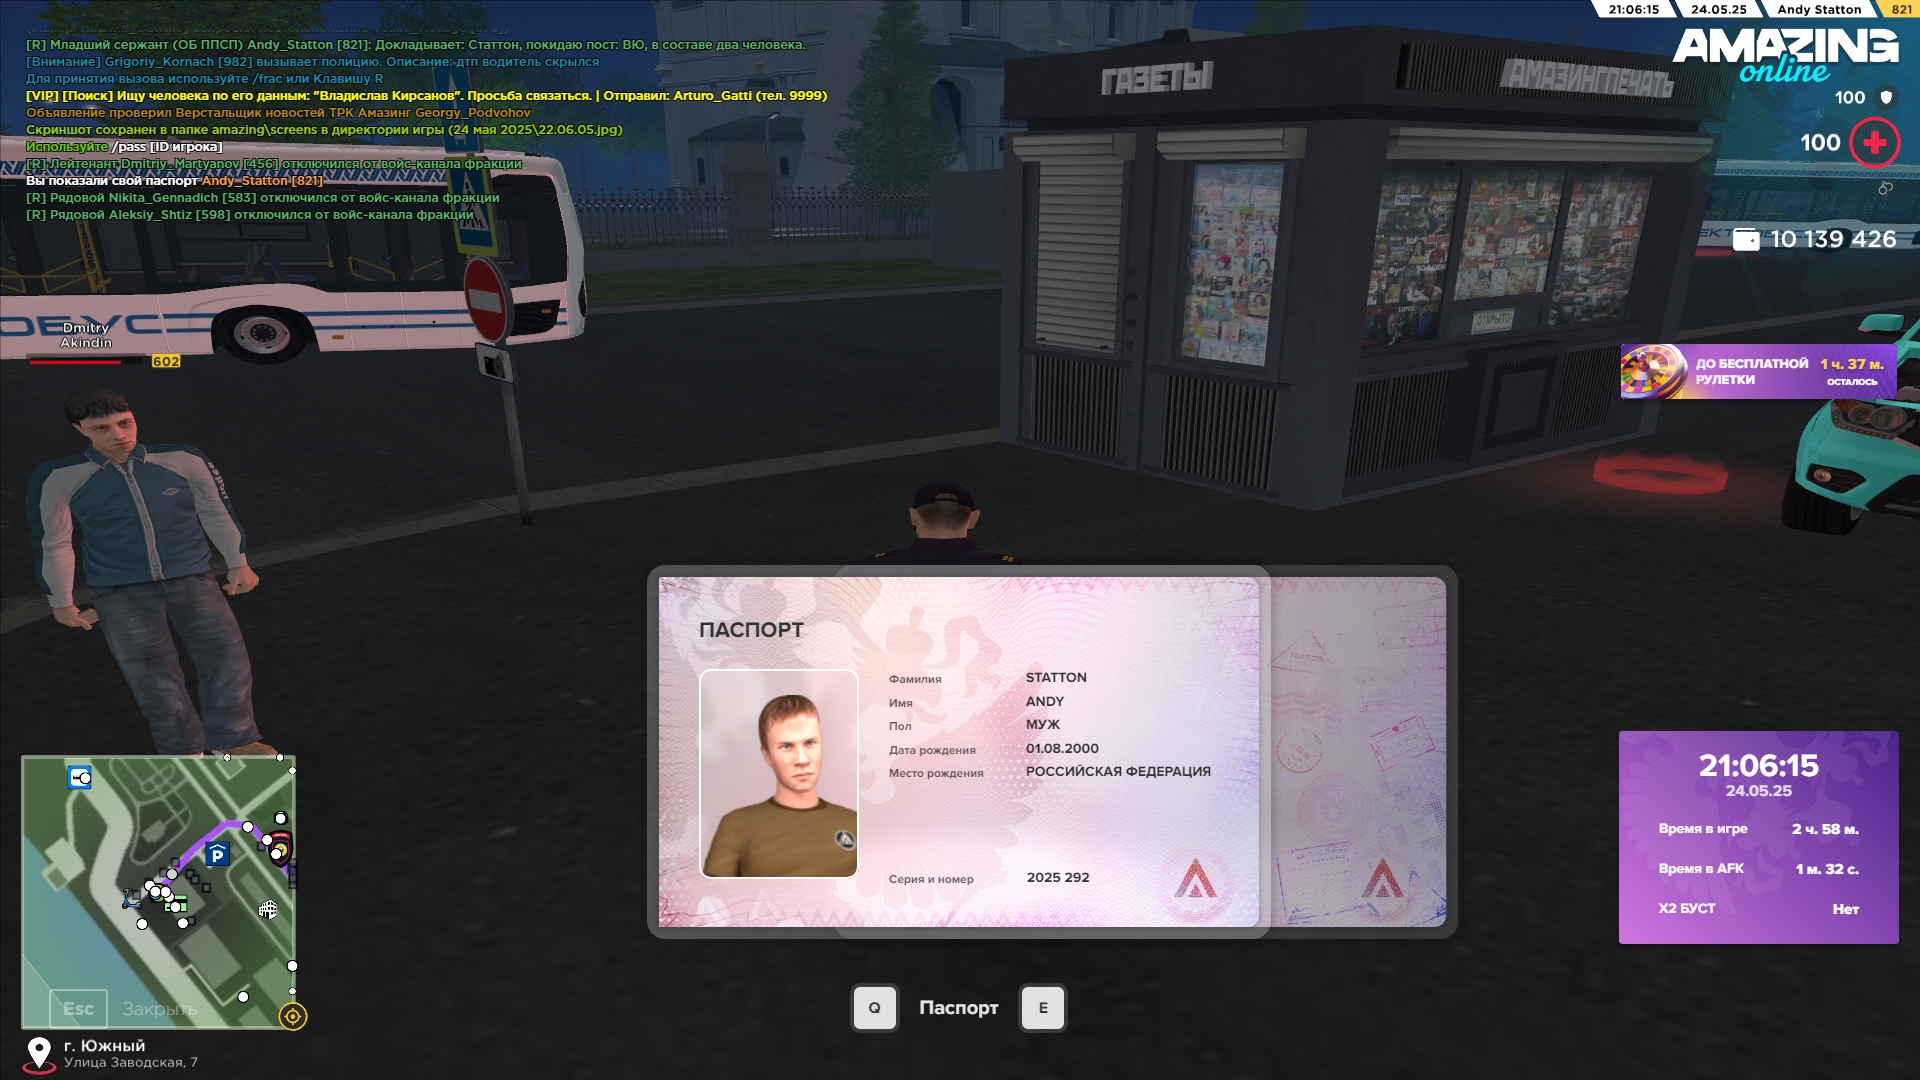 21:06:15 24.05.25 Andy Statton 821
AMAZING
online
[R] Младший сержант (ОБ ППСП) Andy_Statton [821]: Докладывает: Статтон, покидаю пост: ВЮ, в составе два человека.
[Внимание] Grigoriy_Kornach [982] вызывает полицию. Описание: дтп водитель скрылся
Для принятия вызова используйте /frac или Клавишу R
[VIP] [Поиск] Ищу человека по его данным: "Владислав Кирсанов". Просьба связаться. | Отправил: Arturo_Gatti (тел. 9999)
Объявление проверил Верстальщик новостей ТРК Амазинг Georgy_Podvohov
Скриншот сохранен в папке amazing\screens в директории игры (24 мая 2025\22.06.05.jpg)
Используйте /pass [ID игрока]
[R] Лейтенант Dmitriy_Martyanov [456] отключился от войс-канала фракции
Вы показали свой паспорт Andy_Statton [821]
[R] Рядовой Nikita_Gennadich [583] отключился от войс-канала фракции
[R] Рядовой Aleksiy_Shtiz [598] отключился от войс-канала фракции
ГАЗЕТЫ
АМАЗИНГПЕЧАТЬ
ОТКРЫТО
100
100
10 139 426
Dmitry
Akindin
602
ДО БЕСПЛАТНОЙ
РУЛЕТКИ
1 ч. 37 м.
ОСТАЛОСЬ
ПАСПОРТ
Фамилия STATTON
Имя ANDY
Пол МУЖ
Дата рождения 01.08.2000
Место рождения РОССИЙСКАЯ ФЕДЕРАЦИЯ
Серия и номер 2025 292
21:06:15
24.05.25
Время в игре 2 ч. 58 м.
Время в AFK 1 м. 32 с.
X2 БУСТ Нет
P
Esc Закрыть
Q Паспорт E
г. Южный
Улица Заводская, 7